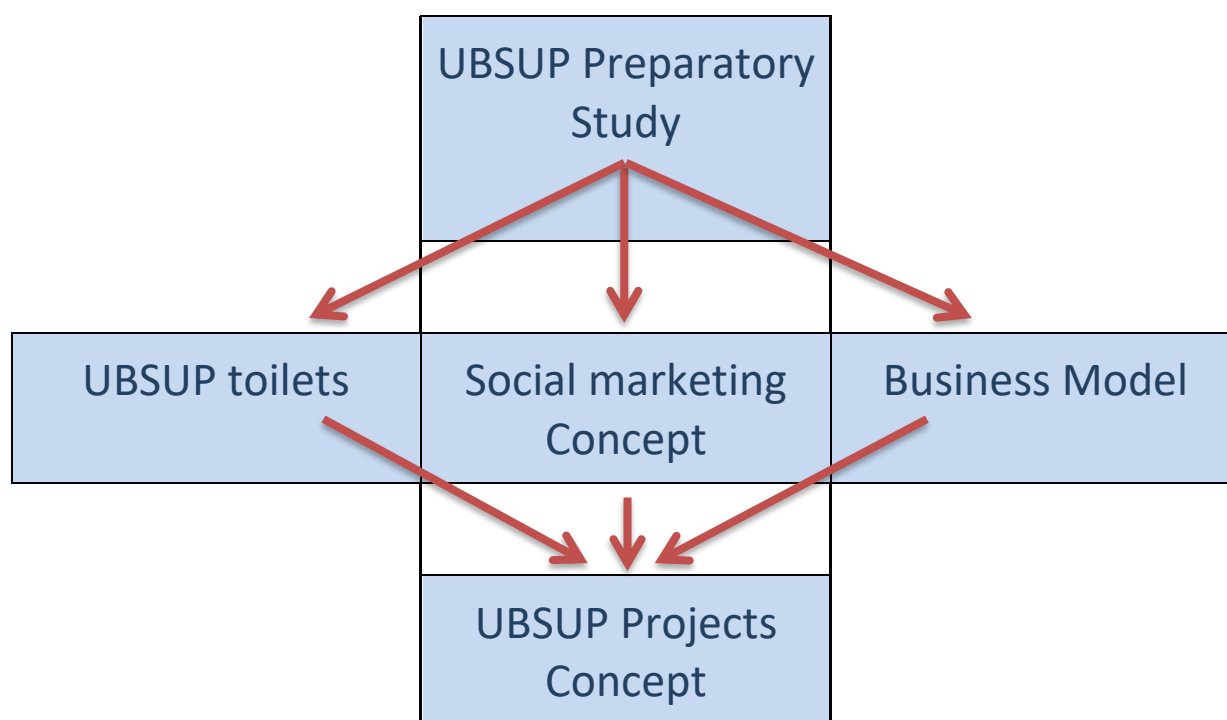 UBSUP Preparatory
Study
UBSUP toilets
Social marketing
Concept
Business Model
UBSUP Projects
Concept